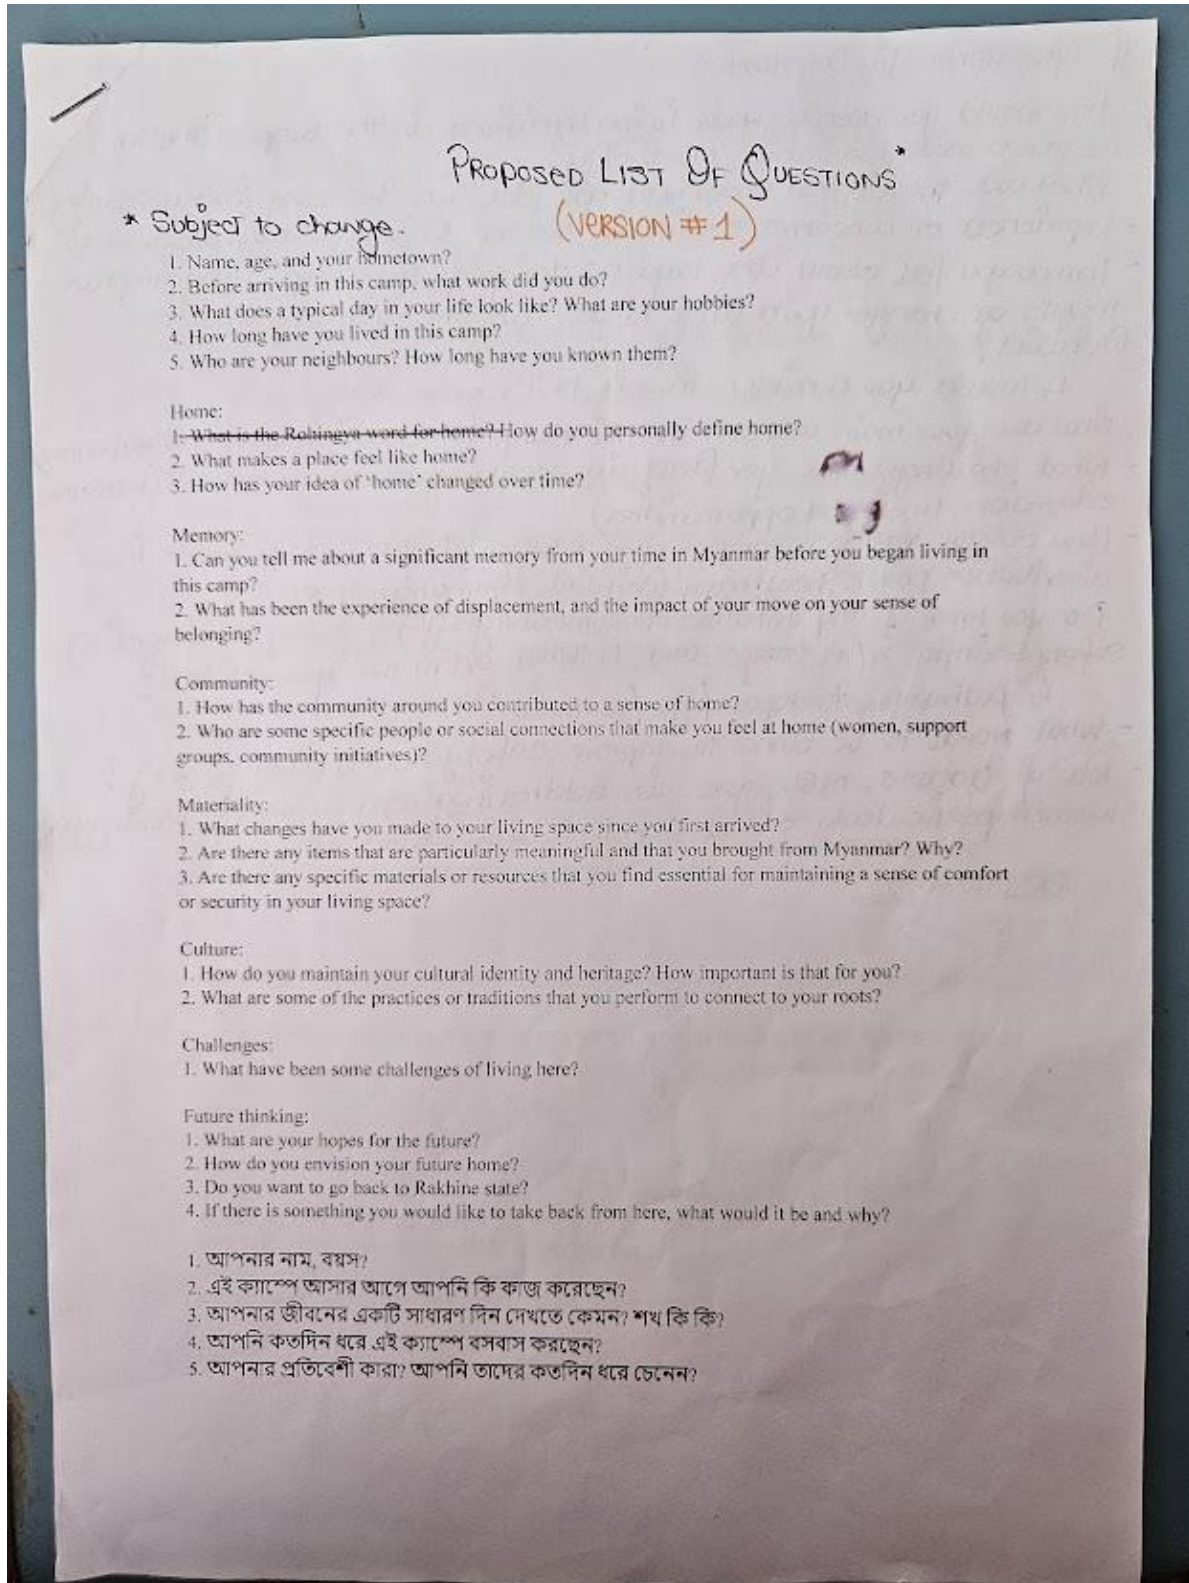 PROPOSED LIST OF QUESTIONS*
* Subject to change.
(VERSION #1)
1. Name, age, and your hometown?
2. Before arriving in this camp, what work did you do?
3. What does a typical day in your life look like? What are your hobbies?
4. How long have you lived in this camp?
5. Who are your neighbours? How long have you known them?
Home:
1. What is the Rohingya word for home? How do you personally define home?
2. What makes a place feel like home?
3. How has your idea of 'home' changed over time?
Memory:
1. Can you tell me about a significant memory from your time in Myanmar before you began living in
this camp?
2. What has been the experience of displacement, and the impact of your move on your sense of
belonging?
Community:
1. How has the community around you contributed to a sense of home?
2. Who are some specific people or social connections that make you feel at home (women, support
groups, community initiatives)?
Materiality:
1. What changes have you made to your living space since you first arrived?
2. Are there any items that are particularly meaningful and that you brought from Myanmar? Why?
3. Are there any specific materials or resources that you find essential for maintaining a sense of comfort
or security in your living space?
Culture:
1. How do you maintain your cultural identity and heritage? How important is that for you?
2. What are some of the practices or traditions that you perform to connect to your roots?
Challenges:
1. What have been some challenges of living here?
Future thinking:
1. What are your hopes for the future?
2. How do you envision your future home?
3. Do you want to go back to Rakhine state?
4. If there is something you would like to take back from here, what would it be and why?
1. আপনার নাম, বয়স?
2. এই ক্যাম্পে আসার আগে আপনি কি কাজ করেছেন?
3. আপনার জীবনের একটি সাধারণ দিন দেখতে কেমন? শখ কি কি?
4. আপনি কতদিন ধরে এই ক্যাম্পে বসবাস করছেন?
5. আপনার প্রতিবেশী কারা? আপনি তাদের কতদিন ধরে চেনেন?